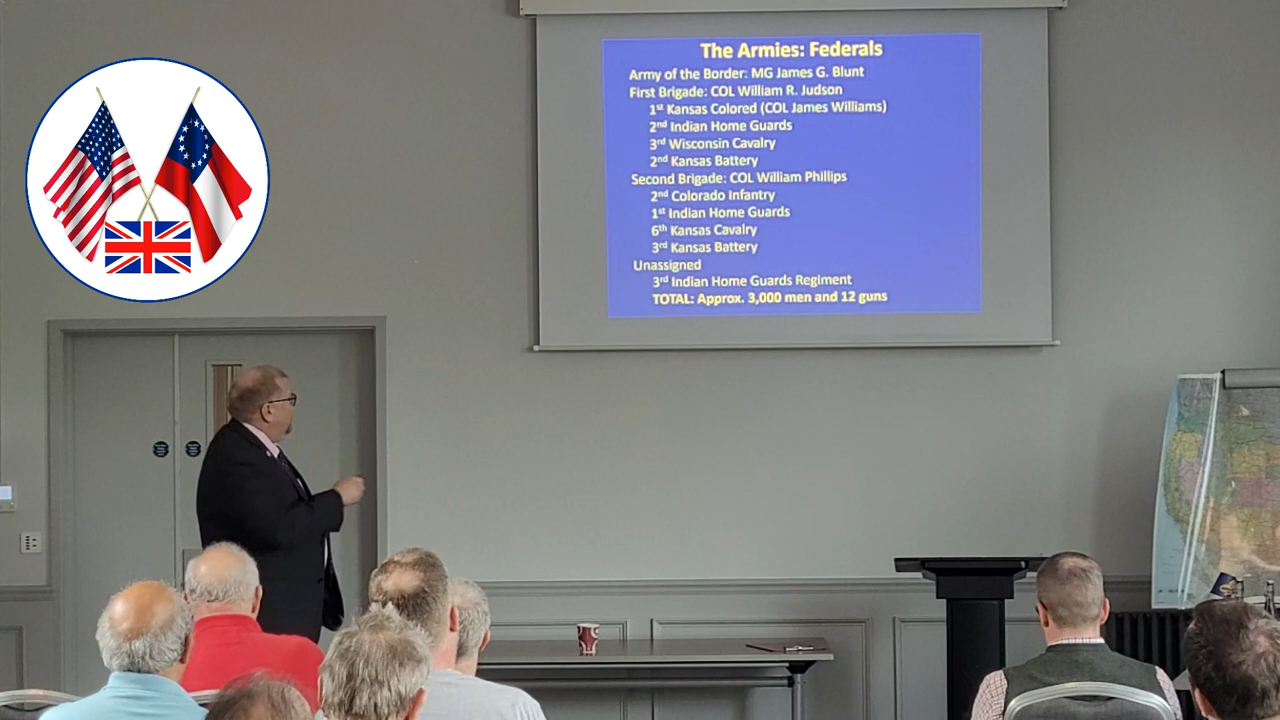 The Armies: Federals
Army of the Border: MG James G. Blunt
First Brigade: COL William R. Judson
1st Kansas Colored (COL James Williams)
2nd Indian Home Guards
3rd Wisconsin Cavalry
2nd Kansas Battery
Second Brigade: COL William Phillips
2nd Colorado Infantry
1st Indian Home Guards
6th Kansas Cavalry
3rd Kansas Battery
Unassigned
3rd Indian Home Guards Regiment
TOTAL: Approx. 3,000 men and 12 guns